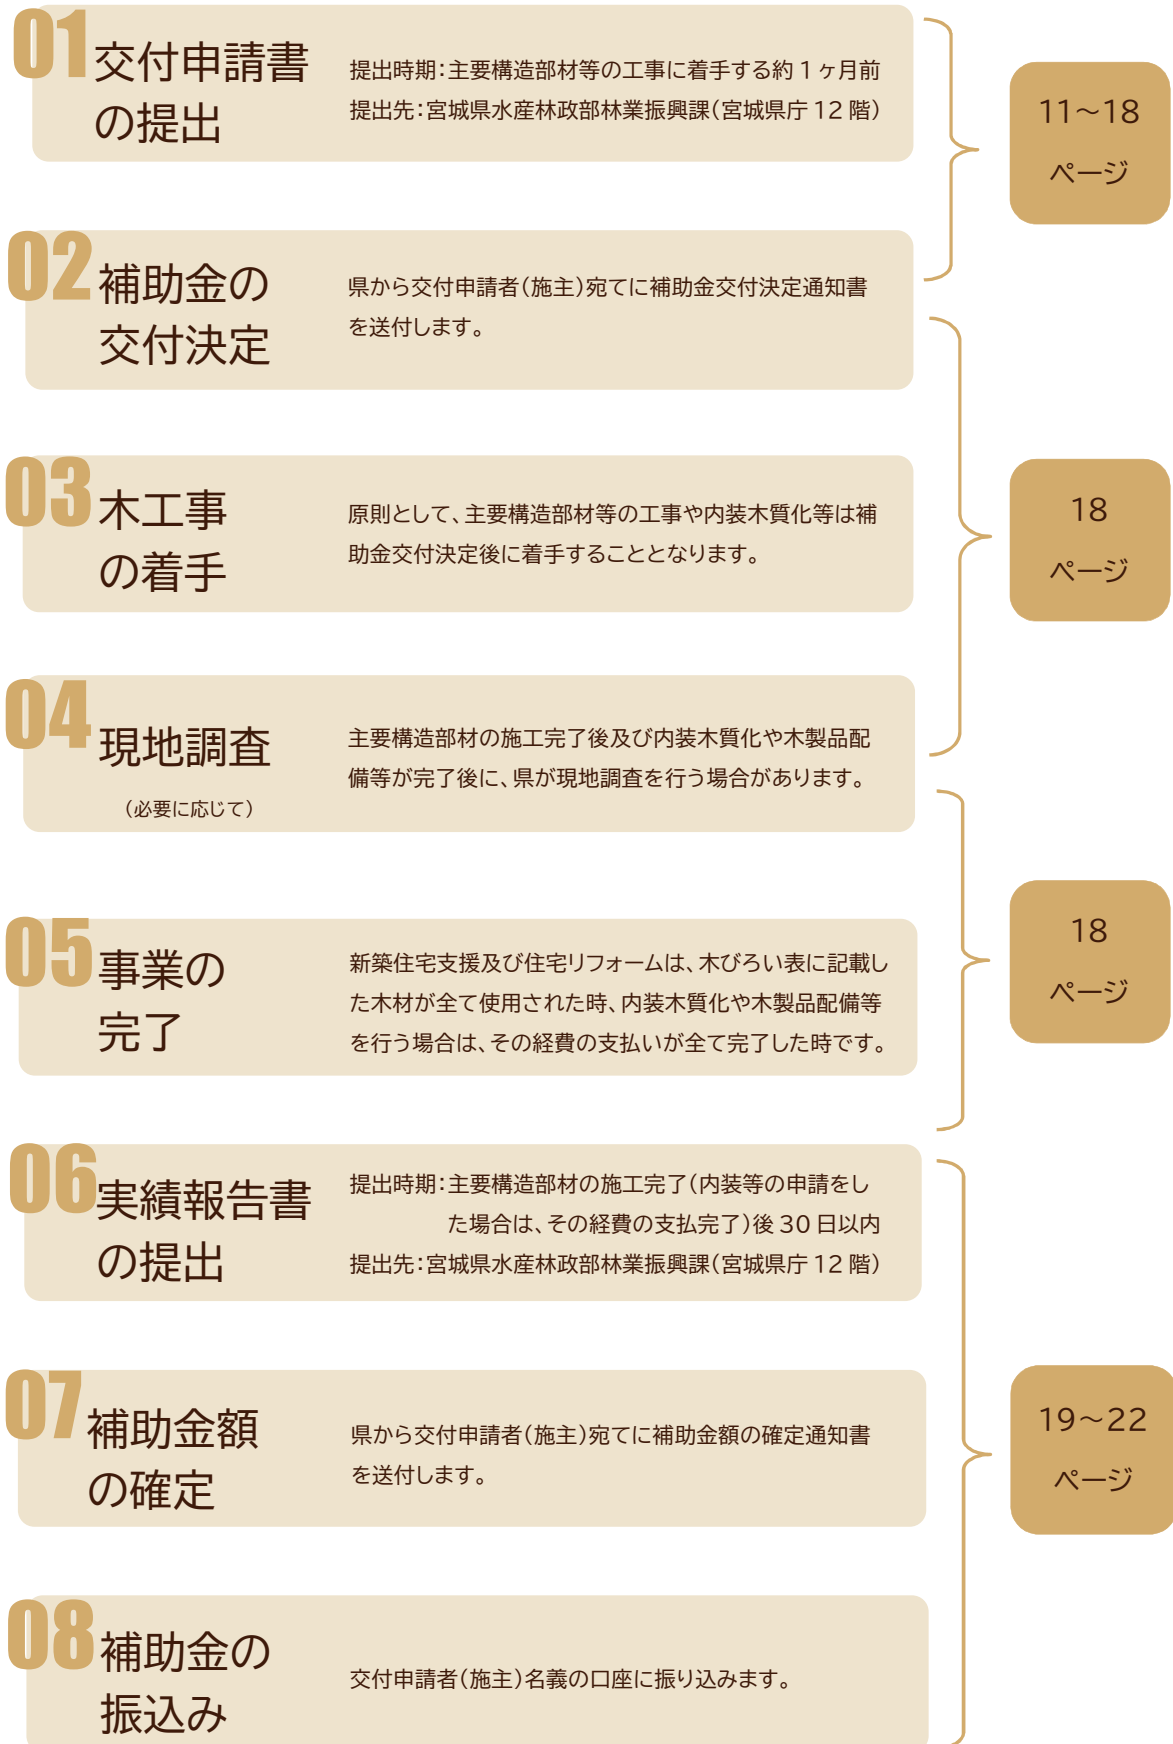 01
交付申請書
の提出
提出時期：主要構造部材等の工事に着手する約1ヶ月前
提出先：宮城県水産林政部林業振興課（宮城県庁12階）
11～18
ページ
02
補助金の
交付決定
県から交付申請者（施主）宛てに補助金交付決定通知書
を送付します。
03
木工事
の着手
原則として、主要構造部材等の工事や内装木質化等は補
助金交付決定後に着手することとなります。
18
ページ
04
現地調査
（必要に応じて）
主要構造部材の施工完了後及び内装木質化や木製品配
備等が完了後に、県が現地調査を行う場合があります。
05
事業の
完了
新築住宅支援及び住宅リフォームは、木びろい表に記載し
た木材が全て使用された時、内装木質化や木製品配備等
を行う場合は、その経費の支払いが全て完了した時です。
18
ページ
06
実績報告書
の提出
提出時期：主要構造部材の施工完了（内装等の申請をし
た場合は、その経費の支払完了）後30日以内
提出先：宮城県水産林政部林業振興課（宮城県庁12階）
07
補助金額
の確定
県から交付申請者（施主）宛てに補助金額の確定通知書
を送付します。
19～22
ページ
08
補助金の
振込み
交付申請者（施主）名義の口座に振り込みます。